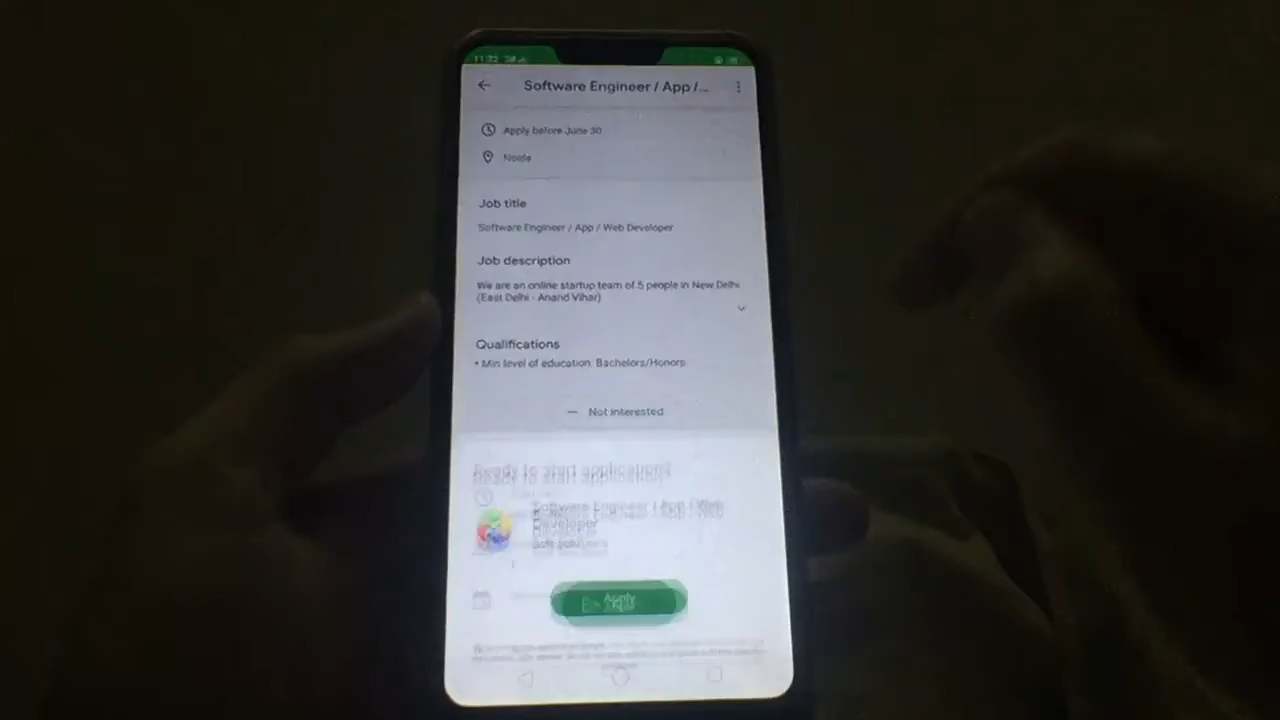 11:22
Software Engineer / App /...
Apply before June 30
Noida
Job title
Software Engineer / App / Web Developer
Job description
We are an online startup team of 5 people in New Delhi
(East Delhi - Anand Vihar)
Qualifications
• Min level of education: Bachelors/Honors
Not interested
Ready to start application?
Software Engineer / App / Web
Developer
Apply